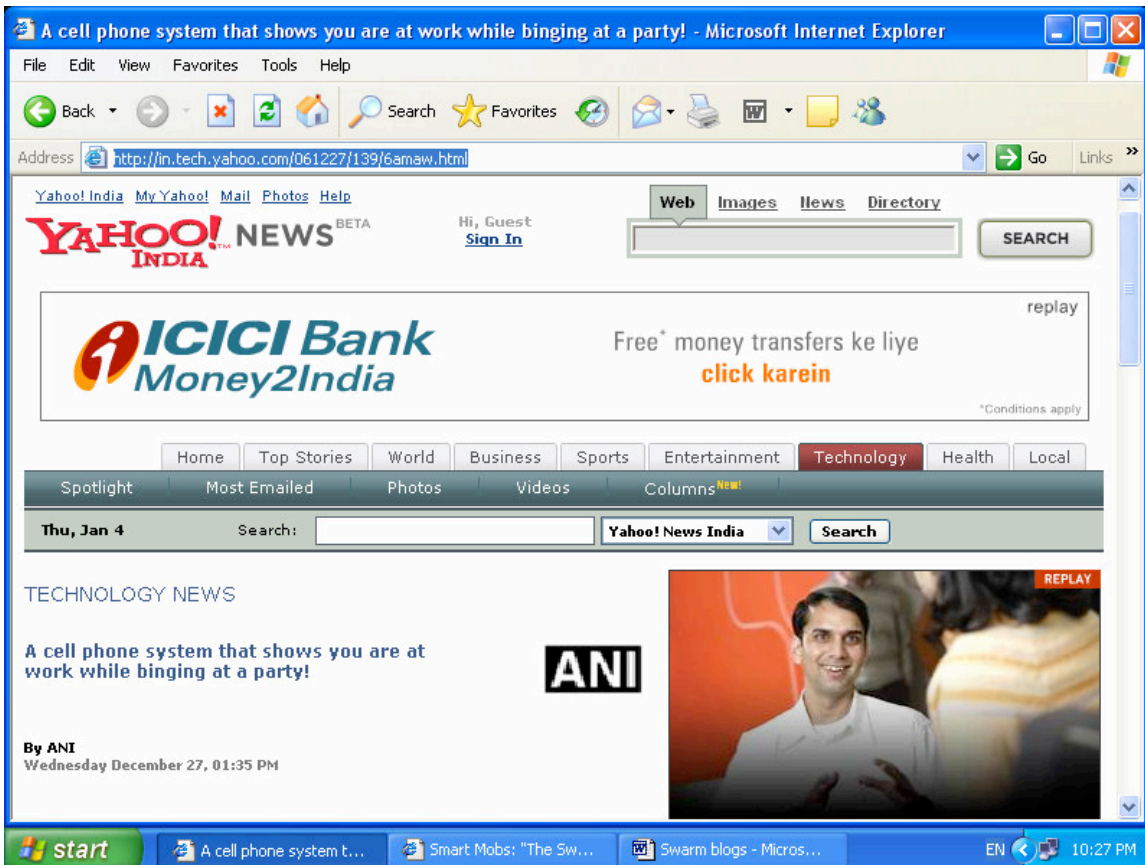 A cell phone system that shows you are at work while binging at a party! - Microsoft Internet Explorer
File Edit View Favorites Tools Help
Back Search Favorites
Address http://in.tech.yahoo.com/061227/139/6amaw.html Go Links »
Yahoo! India My Yahoo! Mail Photos Help
Web Images News Directory
YAHOO! NEWS BETA
INDIA
Hi, Guest
Sign In
SEARCH
replay
ICICI Bank
Money2India
Free* money transfers ke liye
click karein
*Conditions apply
Home Top Stories World Business Sports Entertainment Technology Health Local
Spotlight Most Emailed Photos Videos Columns New!
Thu, Jan 4 Search: Yahoo! News India Search
TECHNOLOGY NEWS
REPLAY
A cell phone system that shows you are at
work while binging at a party!
ANI
By ANI
Wednesday December 27, 01:35 PM
start A cell phone system t... Smart Mobs: "The Sw... Swarm blogs - Micros... EN 10:27 PM